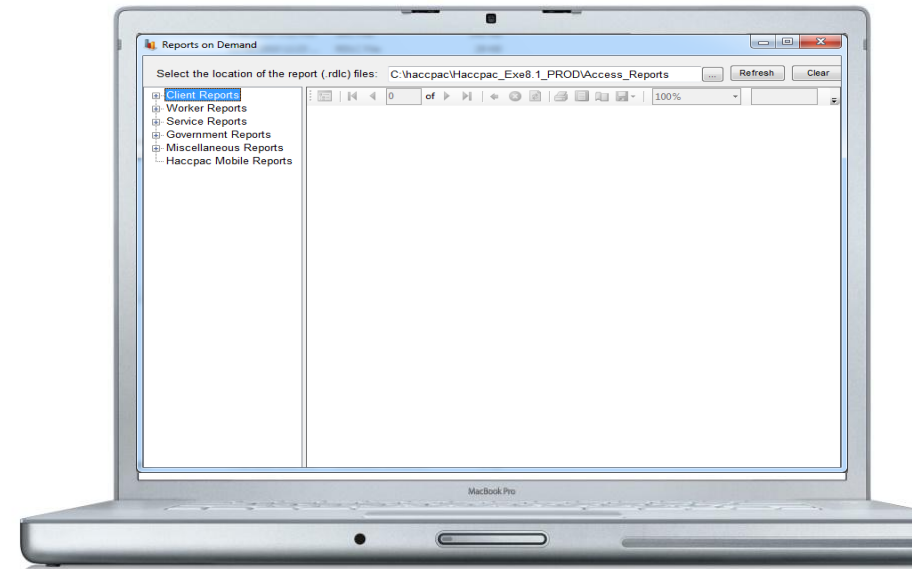 Reports on Demand
Select the location of the report (.rdlc) files: C:\haccpac\Haccpac_Exe8.1_PROD\Access_Reports ... Refresh Clear
Client Reports
Worker Reports
Service Reports
Government Reports
Miscellaneous Reports
Haccpac Mobile Reports
0 of 100%
MacBook Pro